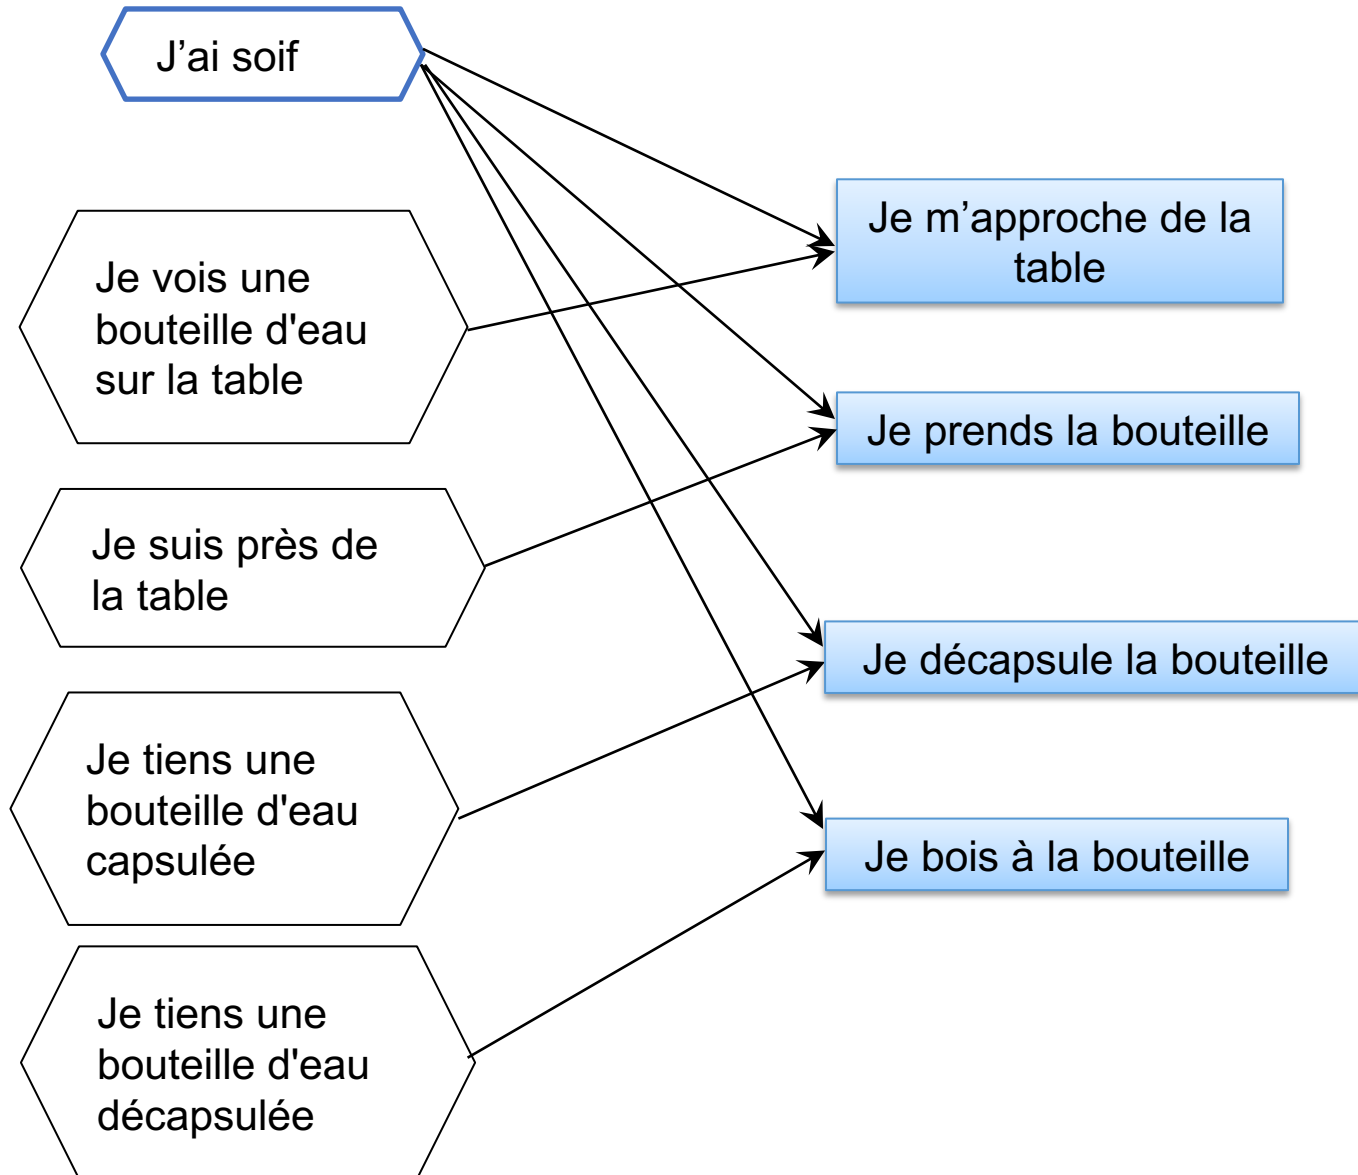 J’ai soif
Je vois une
bouteille d'eau
sur la table
Je suis près de
la table
Je tiens une
bouteille d'eau
capsulée
Je tiens une
bouteille d'eau
décapsulée
Je m’approche de la
table
Je prends la bouteille
Je décapsule la bouteille
Je bois à la bouteille